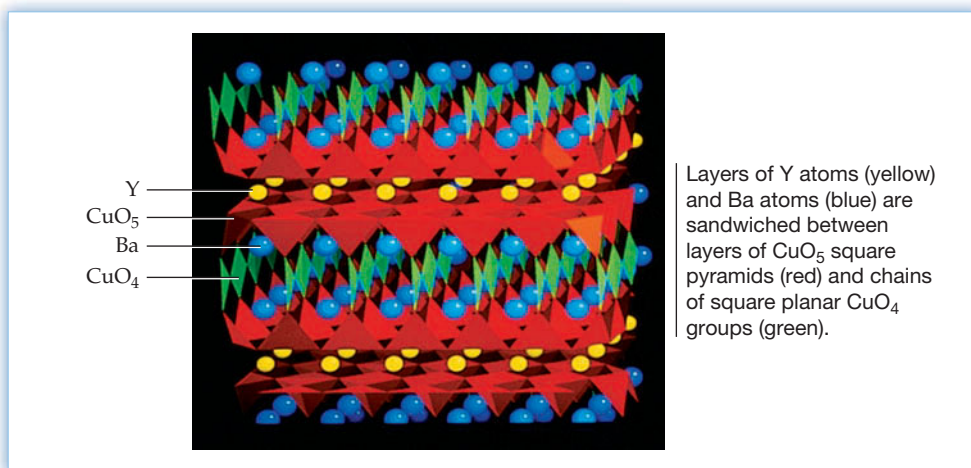 Y
CuO5
Ba
CuO4
Layers of Y atoms (yellow)
and Ba atoms (blue) are
sandwiched between
layers of CuO5 square
pyramids (red) and chains
of square planar CuO4
groups (green).